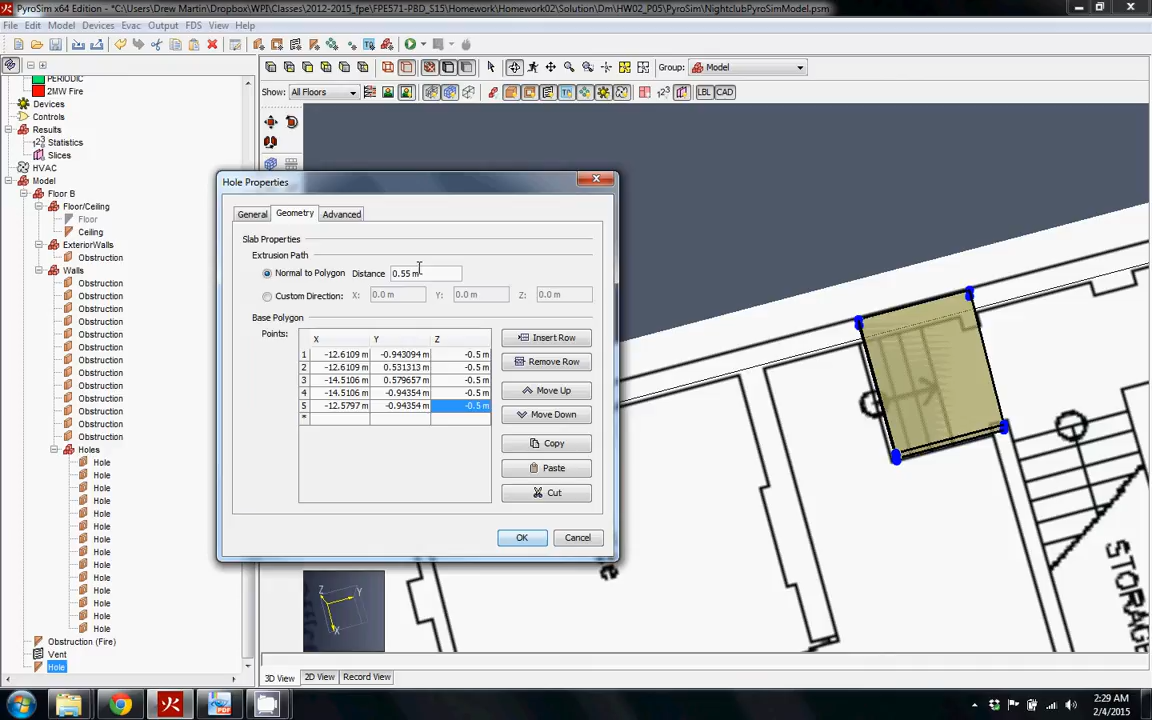 PyroSim x64 Edition - *C:\Users\Drew Martin\Dropbox\WPI\Classes\2012-2015_fpe\FPE571-PBD_S15\Homework\Homework02\Solution\Dm\HW02_P05\PyroSim\NightclubPyroSimModel.psm
File Edit Model Devices Evac Output FDS View Help
Group: Model
Show: All Floors
LBL CAD
PERIODIC
2MW Fire
Devices
Controls
Results
Statistics
Slices
HVAC
Model
Floor B
Floor/Ceiling
Floor
Ceiling
ExteriorWalls
Obstruction
Walls
Obstruction
Obstruction
Obstruction
Obstruction
Obstruction
Obstruction
Obstruction
Obstruction
Obstruction
Obstruction
Obstruction
Obstruction
Obstruction
Holes
Hole
Hole
Hole
Hole
Hole
Hole
Hole
Hole
Hole
Hole
Hole
Hole
Hole
Hole
Obstruction (Fire)
Vent
Hole
Hole Properties
General Geometry Advanced
Slab Properties
Extrusion Path
Normal to Polygon Distance 0.55 m
Custom Direction: X: 0.0 m Y: 0.0 m Z: 0.0 m
Base Polygon
Points:
X Y Z
1 -12.6109 m -0.943094 m -0.5 m
2 -12.6109 m 0.531313 m -0.5 m
3 -14.5106 m 0.579657 m -0.5 m
4 -14.5106 m -0.94354 m -0.5 m
5 -12.5797 m -0.94354 m -0.5 m
*
Insert Row
Remove Row
Move Up
Move Down
Copy
Paste
Cut
OK Cancel
STORAGE
Z Y
X
3D View 2D View Record View
2:29 AM
2/4/2015